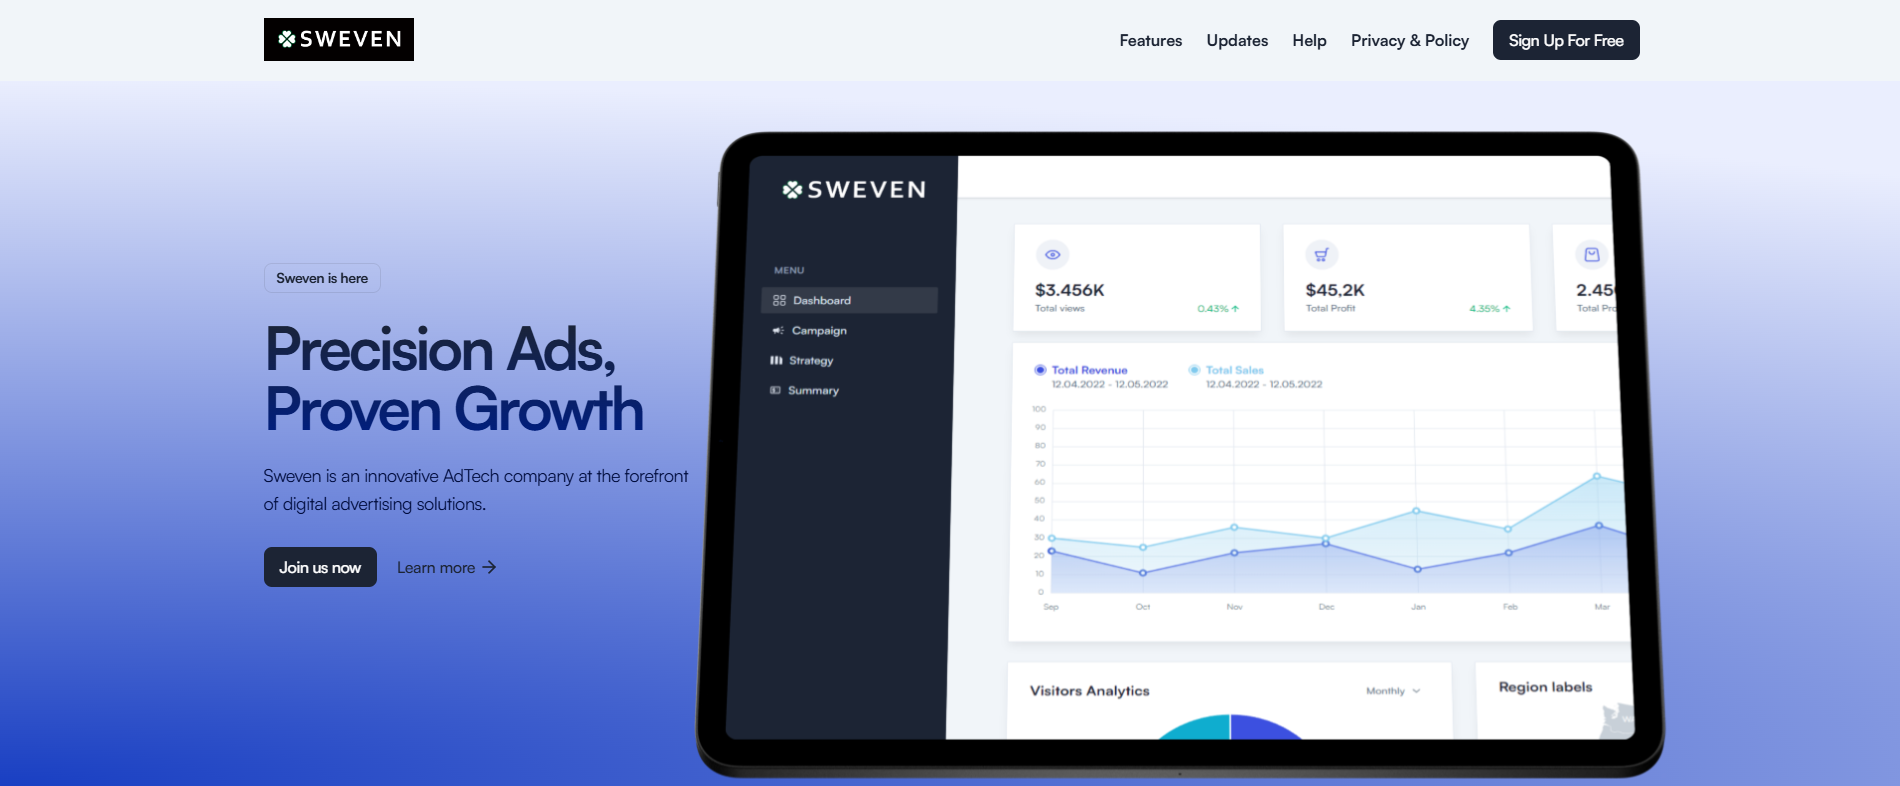 SWEVEN
Features
Updates
Help
Privacy & Policy
Sign Up For Free
Sweven is here
Precision Ads,
Proven Growth
Sweven is an innovative AdTech company at the forefront
of digital advertising solutions.
Join us now
Learn more
SWEVEN
MENU
Dashboard
Campaign
Strategy
Summary
$3.456K
Total views
0.43%
$45,2K
Total Profit
4.35%
2.45
Total
Total Revenue
12.04.2022 - 12.05.2022
Total Sales
12.04.2022 - 12.05.2022
100
90
80
70
60
50
40
30
20
10
0
Sep Oct Nov Dec Jan Feb Mar
Visitors Analytics
Monthly
Region labels